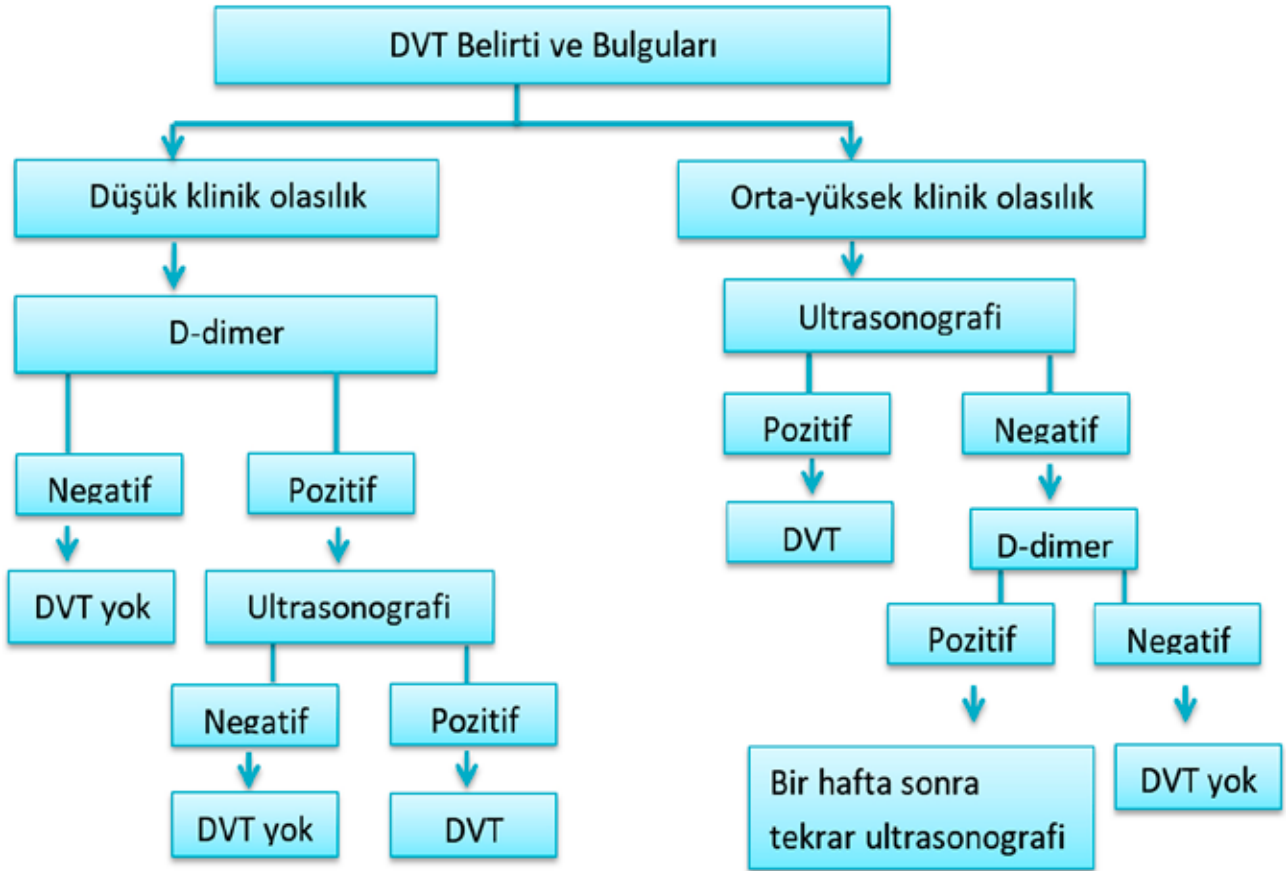 DVT Belirti ve Bulguları
Düşük klinik olasılık
D-dimer
Negatif
Pozitif
DVT yok
Ultrasonografi
Negatif
Pozitif
DVT yok
DVT
Orta-yüksek klinik olasılık
Ultrasonografi
Pozitif
Negatif
DVT
D-dimer
Pozitif
Negatif
Bir hafta sonra
tekrar ultrasonografi
DVT yok